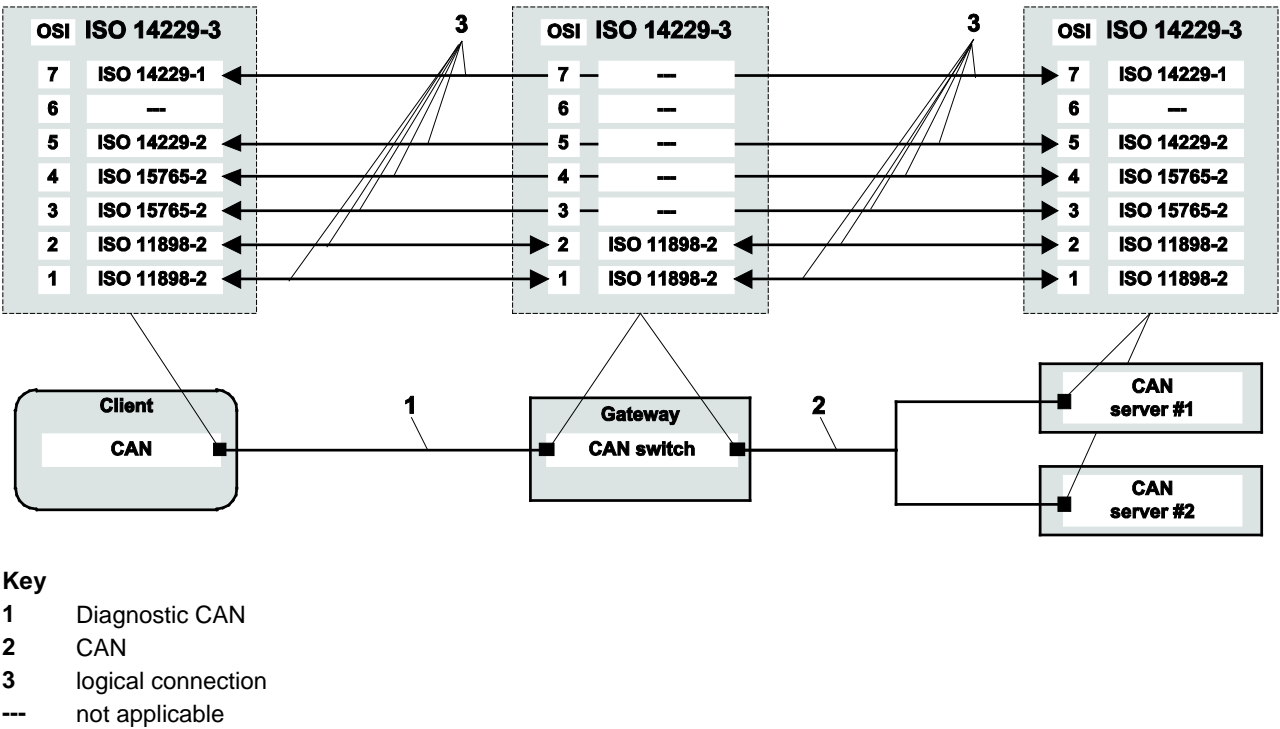 3
3
OSI ISO 14229-3
7 ISO 14229-1
6 ---
5 ISO 14229-2
4 ISO 15765-2
3 ISO 15765-2
2 ISO 11898-2
1 ISO 11898-2
OSI ISO 14229-3
7 ---
6 ---
5 ---
4 ---
3 ---
2 ISO 11898-2
1 ISO 11898-2
OSI ISO 14229-3
7 ISO 14229-1
6 ---
5 ISO 14229-2
4 ISO 15765-2
3 ISO 15765-2
2 ISO 11898-2
1 ISO 11898-2
Client
CAN
1
Gateway
CAN switch
2
CAN
server #1
CAN
server #2
Key
1 Diagnostic CAN
2 CAN
3 logical connection
--- not applicable